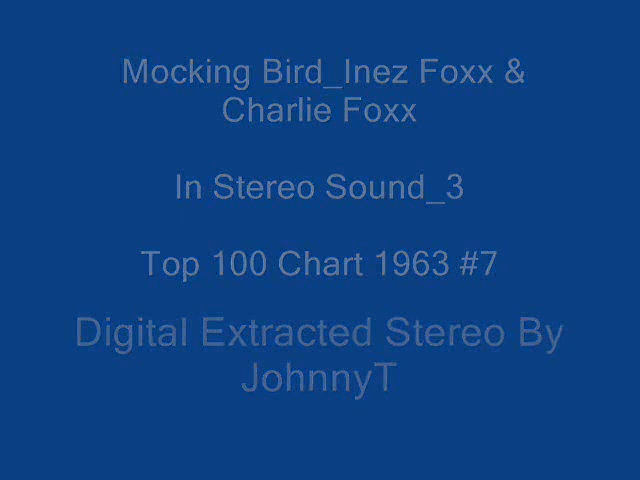 Mocking Bird_Inez Foxx &
Charlie Foxx
In Stereo Sound_3
Top 100 Chart 1963 #7
Digital Extracted Stereo By
JohnnyT